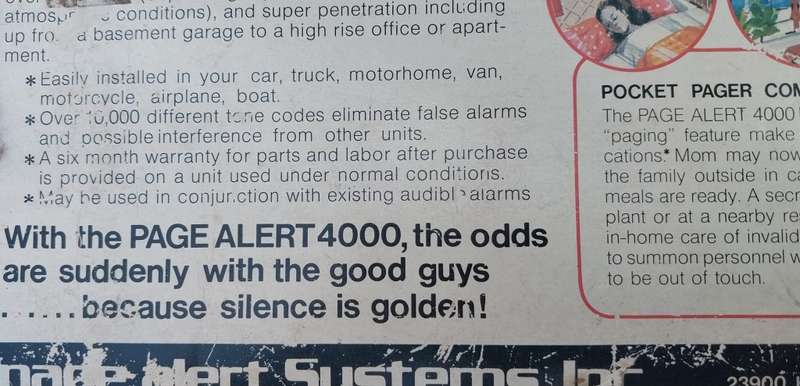 conditions), and super penetration including
up a basement garage to a high rise office or apart-
ment.
*Easily installed in your car, truck, motorhome, van,
motorcycle, airplane, boat.
*Over 10,000 different tone codes eliminate false alarms
and possible interference from other units.
*A six month warranty for parts and labor after purchase
is provided on a unit used under normal conditions.
*May be used in conjunction with existing audible alarms
With the PAGE ALERT 4000, the odds
are suddenly with the good guys
......because silence is golden!
POCKET PAGER
The PAGE ALERT 4000
"paging" feature make
cations.* Mom may now
the family outside in
meals are ready. A
plant or at a nearby
in-home care of invalid
to summon personnel
to be out of touch.
Page Alert Systems, Inc.
23900